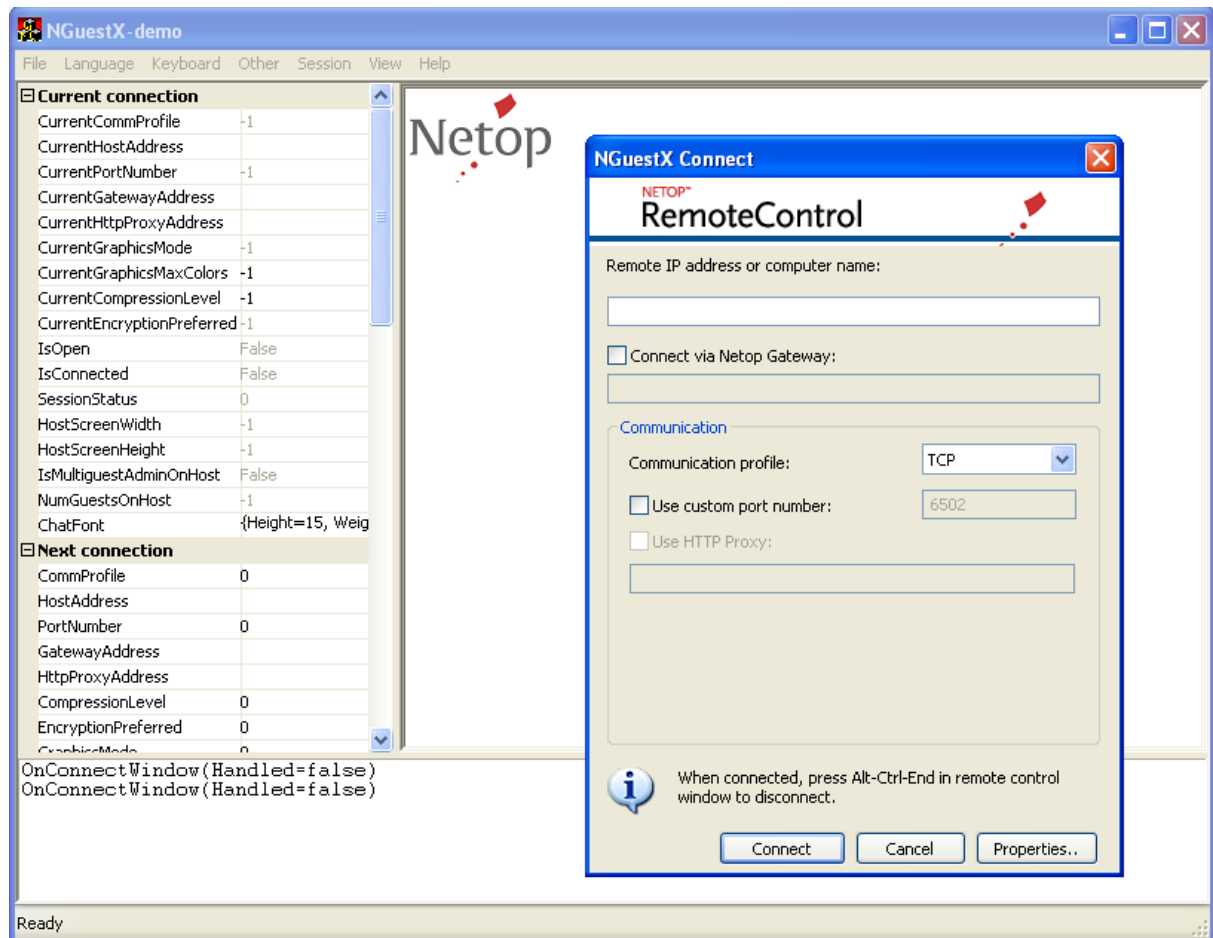 NGuestX-demo
File Language Keyboard Other Session View Help
Current connection
CurrentCommProfile -1
CurrentHostAddress
CurrentPortNumber -1
CurrentGatewayAddress
CurrentHttpProxyAddress
CurrentGraphicsMode -1
CurrentGraphicsMaxColors -1
CurrentCompressionLevel -1
CurrentEncryptionPreferred -1
IsOpen False
IsConnected False
SessionStatus 0
HostScreenWidth -1
HostScreenHeight -1
IsMultiguestAdminOnHost False
NumGuestsOnHost -1
ChatFont {Height=15, Weig
Next connection
CommProfile 0
HostAddress
PortNumber 0
GatewayAddress
HttpProxyAddress
CompressionLevel 0
EncryptionPreferred 0
GraphicsMode 0
Netop
NGuestX Connect
NETOP™
RemoteControl
Remote IP address or computer name:
Connect via Netop Gateway:
Communication
Communication profile: TCP
Use custom port number: 6502
Use HTTP Proxy:
When connected, press Alt-Ctrl-End in remote control
window to disconnect.
Connect Cancel Properties..
OnConnectWindow(Handled=false)
OnConnectWindow(Handled=false)
Ready